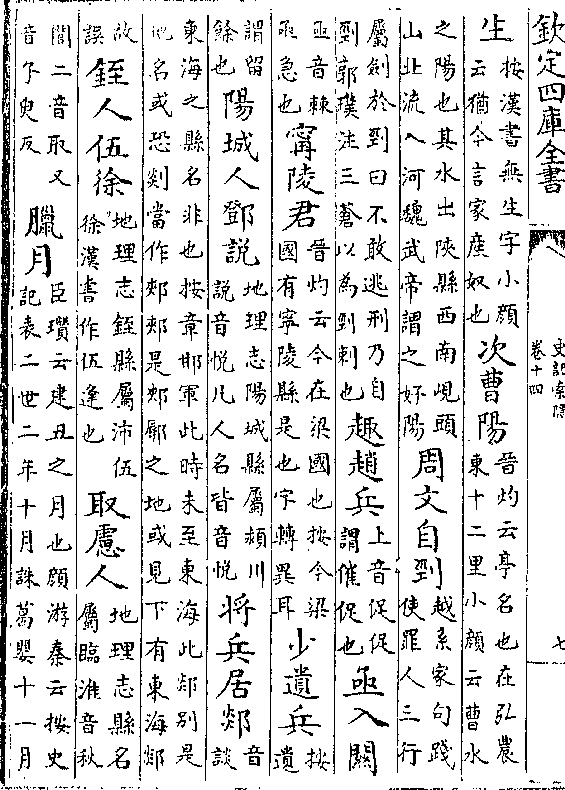 欽定四庫全書
史記索隱
卷十四
七
生按漢書無生字小顔云猶今言家產奴也次曹陽晉灼云亭名也在弘農東十二里小顔云曹水
之陽也其水出陜縣西南峴頭山北流入河魏武帝謂之好陽周文自剄越系家句踐使罪人三行
屬劍於剄曰不敢逃刑乃自剄郭璞注三蒼以為剄刺也趣趙兵上音促促謂催促也亟入關
亟音棘亟急也甯陵君晉灼云今在梁國也按今梁國有寧陵縣是也字轉異耳少遺兵按遺
謂留餘也陽城人鄧說地理志陽城縣屬潁川說音悦凡人名皆音悦將兵居郯音談
東海之縣名非也按章邯軍此時未至東海此郯別是地名或恐郯當作郟郟是郟鄏之地或見下有東海郯
故誤銍人伍徐地理志銍縣屬沛伍徐漢書作伍逢也取慮人地理志縣名屬臨淮音秋
閭二音取又音子臾反臘月臣瓚云建丑之月也顔游秦云按史記表二世二年十月誅葛嬰十一月